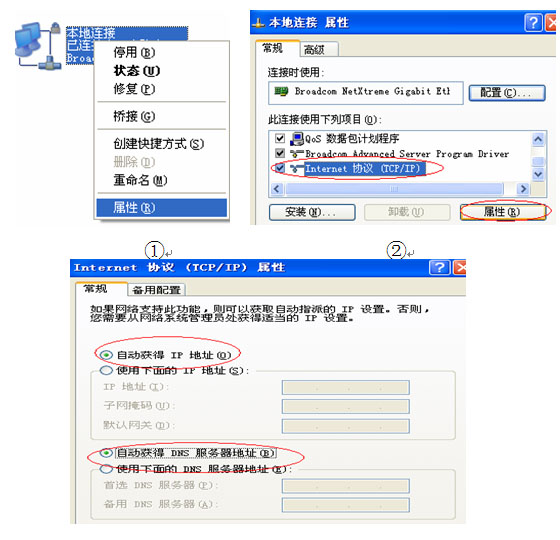 本地连接
已连
Broad
停用(B)
状态(U)
修复(P)
桥接(G)
创建快捷方式(S)
删除(D)
重命名(M)
属性(R)
①
本地连接 属性
常规
高级
连接时使用:
Broadcom NetXtreme Gigabit Etl
配置(C)...
此连接使用下列项目(O):
QoS 数据包计划程序
Broadcom Advanced Server Program Driver
Internet 协议 (TCP/IP)
安装(N)...
卸载(U)
属性(R)
②
Internet 协议 (TCP/IP) 属性
常规
备用配置
如果网络支持此功能，则可以获取自动指派的 IP 设置。否则，
您需要从网络系统管理员处获得适当的 IP 设置。
自动获得 IP 地址(O)
使用下面的 IP 地址(S):
IP 地址(I):
子网掩码(U):
默认网关(D):
自动获得 DNS 服务器地址(B)
使用下面的 DNS 服务器地址(E):
首选 DNS 服务器(P):
备用 DNS 服务器(A):